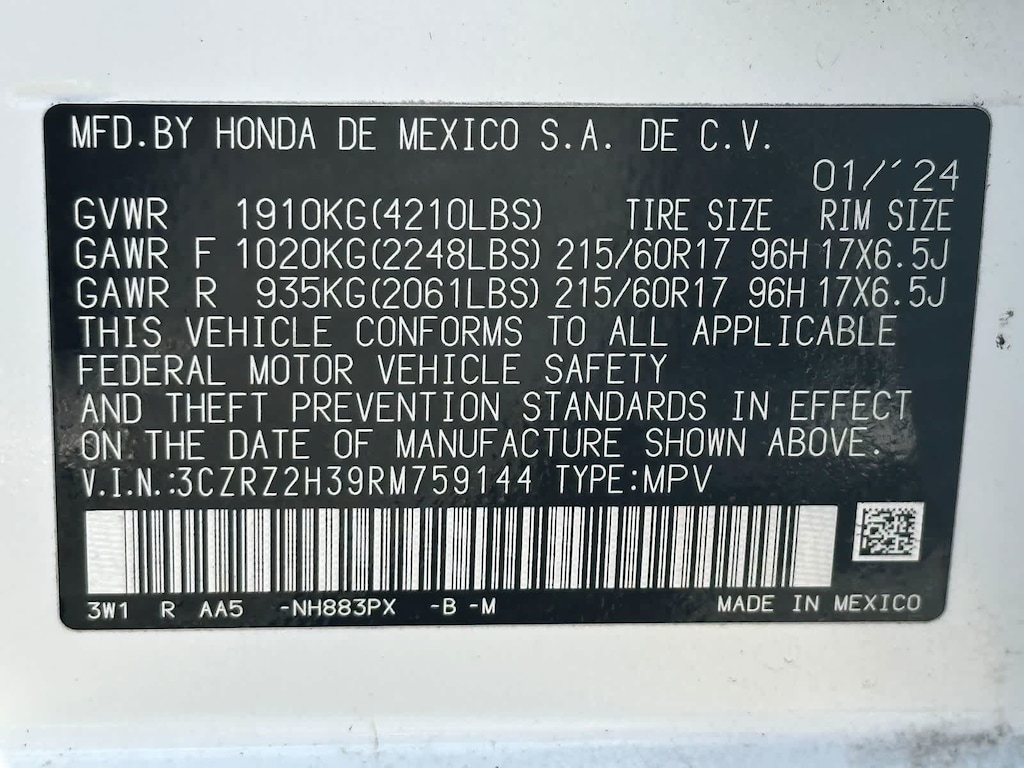 MFD.BY HONDA DE MEXICO S.A. DE C.V.
01/'24
GVWR 1910KG(4210LBS) TIRE SIZE RIM SIZE
GAWR F 1020KG(2248LBS) 215/60R17 96H 17X6.5J
GAWR R 935KG(2061LBS) 215/60R17 96H 17X6.5J
THIS VEHICLE CONFORMS TO ALL APPLICABLE
FEDERAL MOTOR VEHICLE SAFETY
AND THEFT PREVENTION STANDARDS IN EFFECT
ON THE DATE OF MANUFACTURE SHOWN ABOVE.
V.I.N.:3CZRZ2H39RM759144 TYPE:MPV
3W1 R AA5 -NH883PX -B -M MADE IN MEXICO